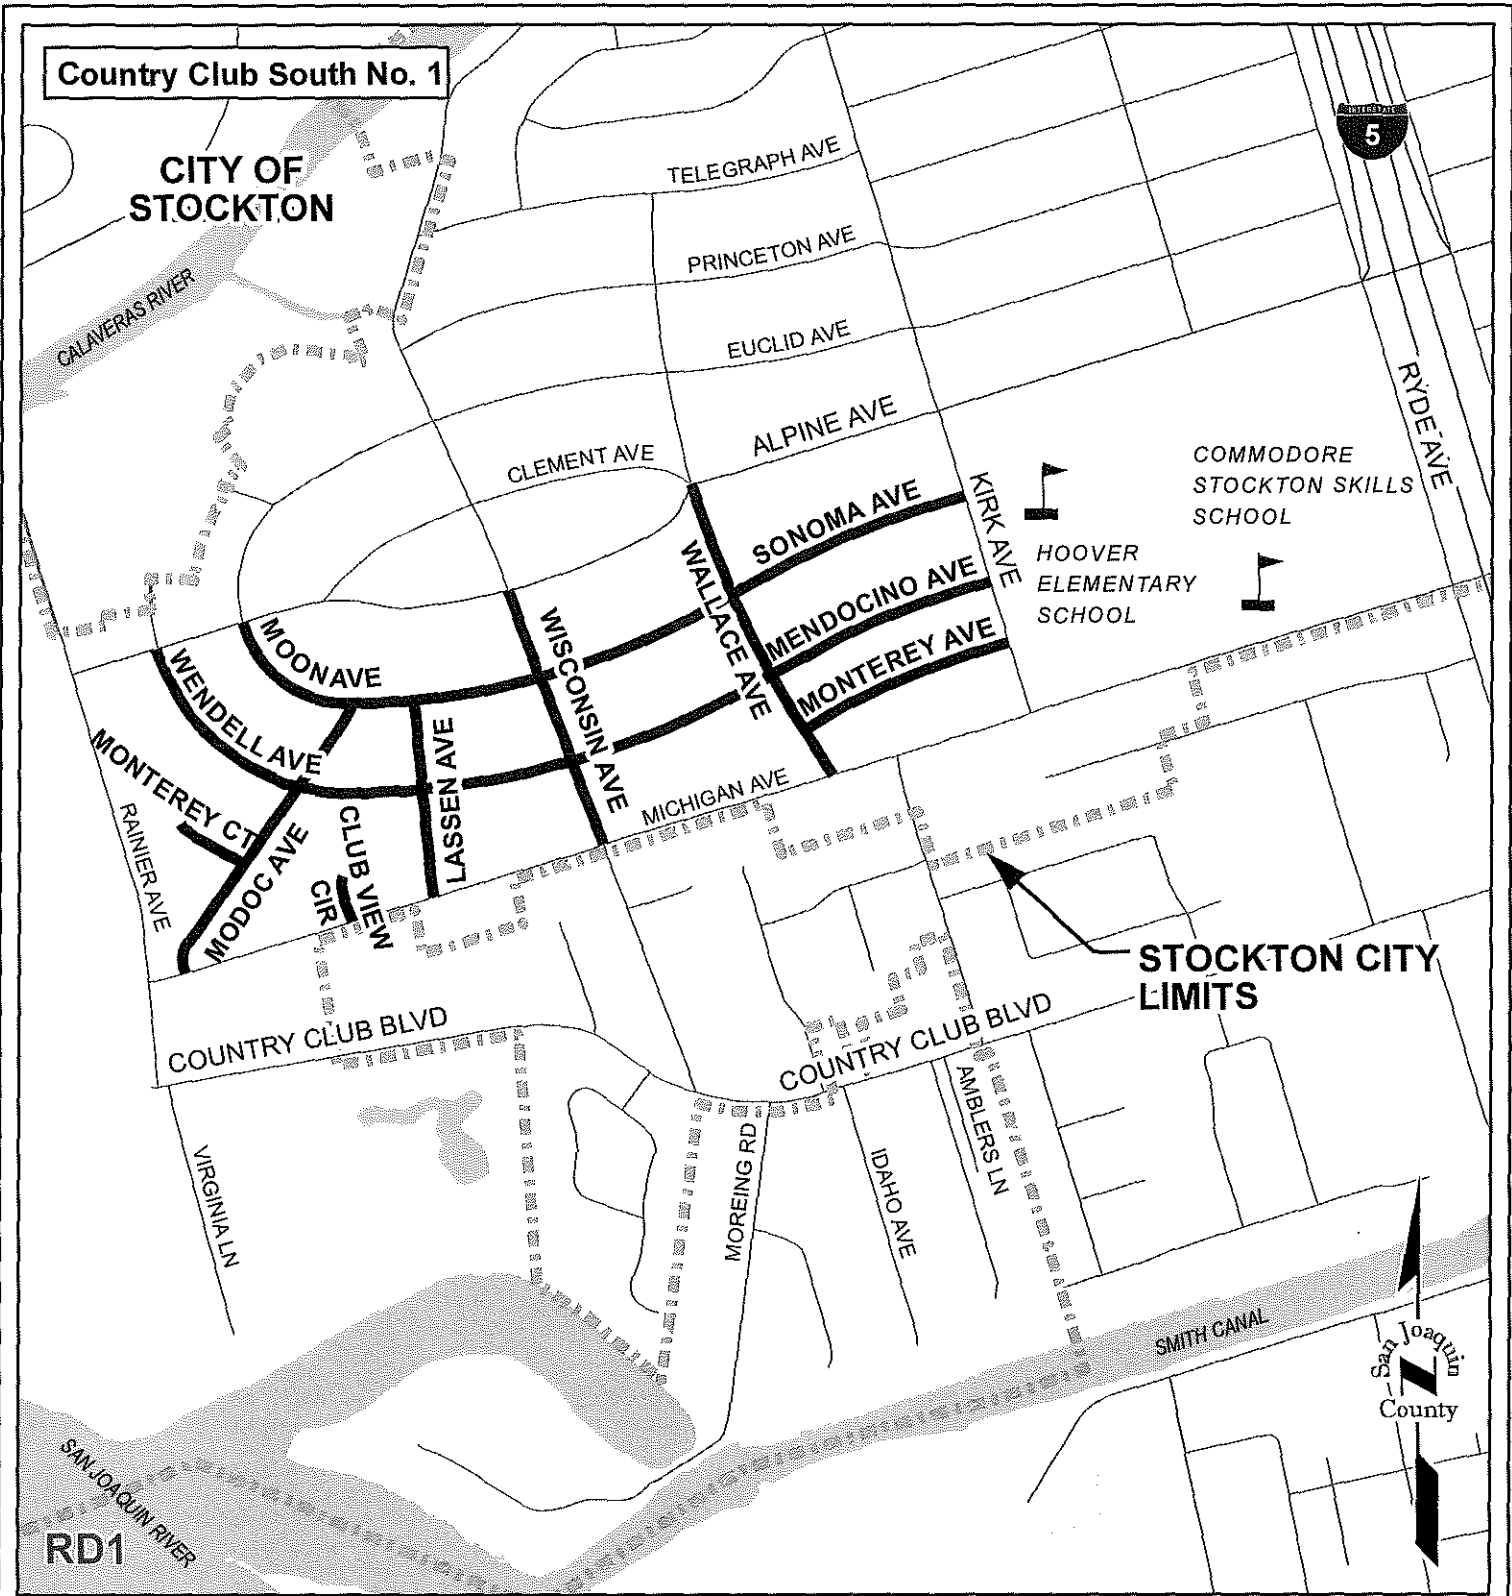 Country Club South No. 1
INTERSTATE
5
CITY OF
STOCKTON
TELEGRAPH AVE
CALAVERAS RIVER
PRINCETON AVE
EUCLID AVE
RYDE AVE
ALPINE AVE
CLEMENT AVE
COMMODORE
STOCKTON SKILLS
SCHOOL
KIRK AVE
SONOMA AVE
HOOVER
ELEMENTARY
SCHOOL
WALLACE AVE
MENDOCINO AVE
MONTEREY AVE
MOON AVE
WISCONSIN AVE
WENDELL AVE
LASSEN AVE
MONTEREY CT
MICHIGAN AVE
RAINIER AVE
MODOC AVE
CLUB VIEW
CIR
STOCKTON CITY
LIMITS
COUNTRY CLUB BLVD
COUNTRY CLUB BLVD
AMBLERS LN
VIRGINIA LN
MOREING RD
IDAHO AVE
SMITH CANAL
San Joaquin
County
SAN JOAQUIN RIVER
RD1